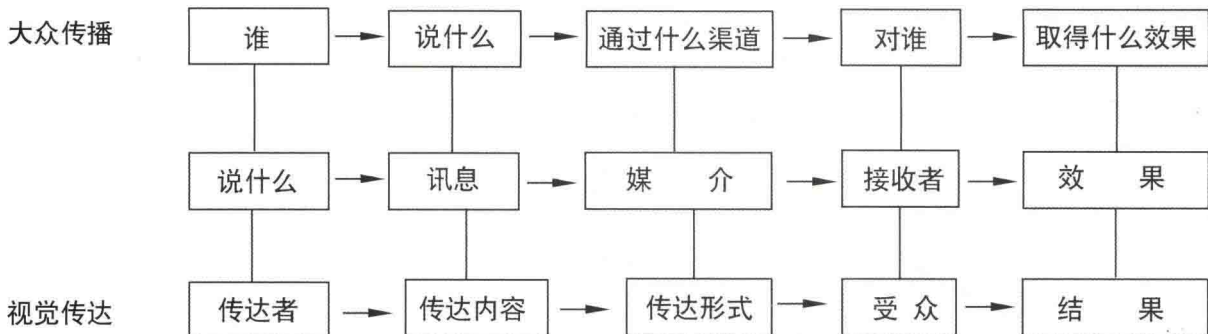 大众传播 谁 说什么 通过什么渠道 对谁 取得什么效果
说什么 讯息 媒介 接收者 效果
视觉传达 传达者 传达内容 传达形式 受众 结果